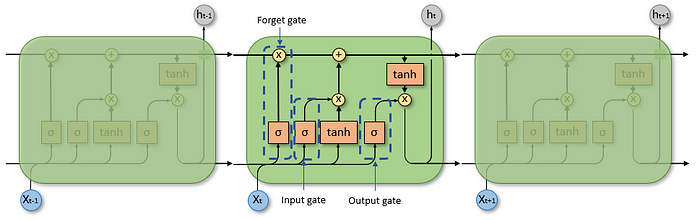 ht-1
ht
ht+1
Forget gate
x
+
tanh
x
σ
σ
tanh
σ
x
+
tanh
x
σ
σ
tanh
σ
x
+
tanh
x
σ
σ
tanh
σ
Xt-1
Xt
Input gate
Output gate
Xt+1